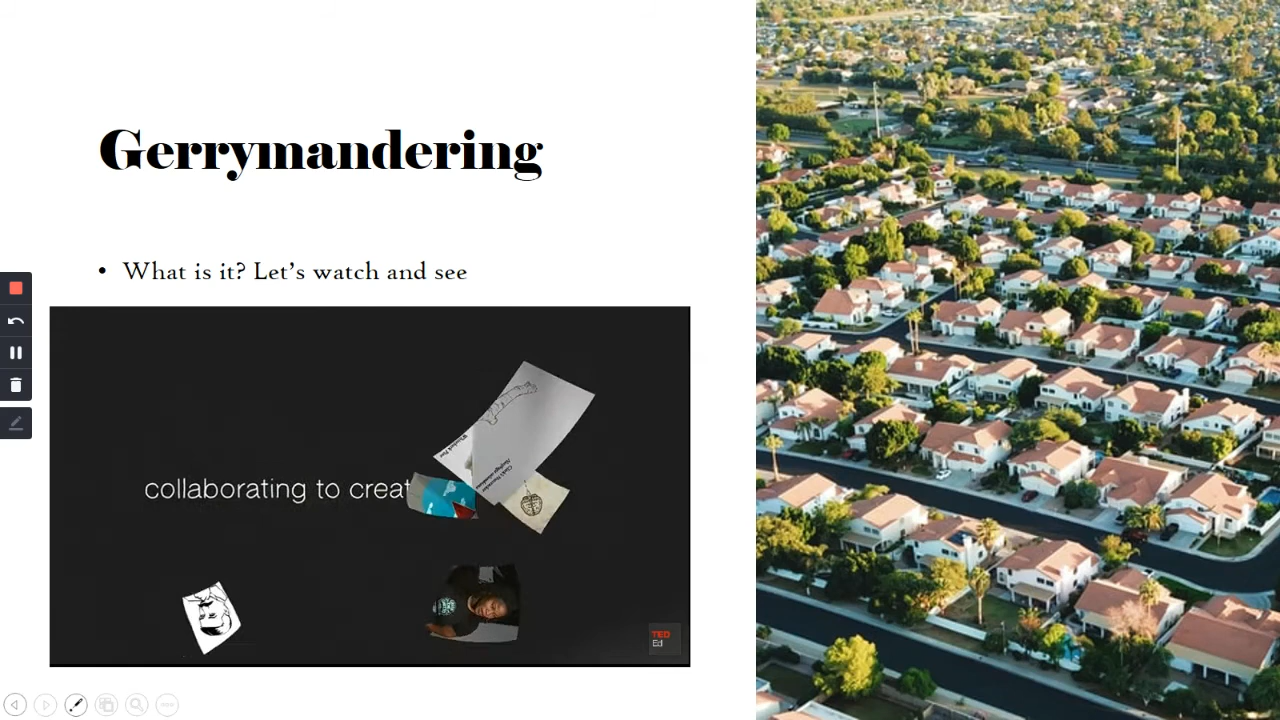 Gerrymandering
• What is it? Let's watch and see
collaborating to creat
TED
Ed